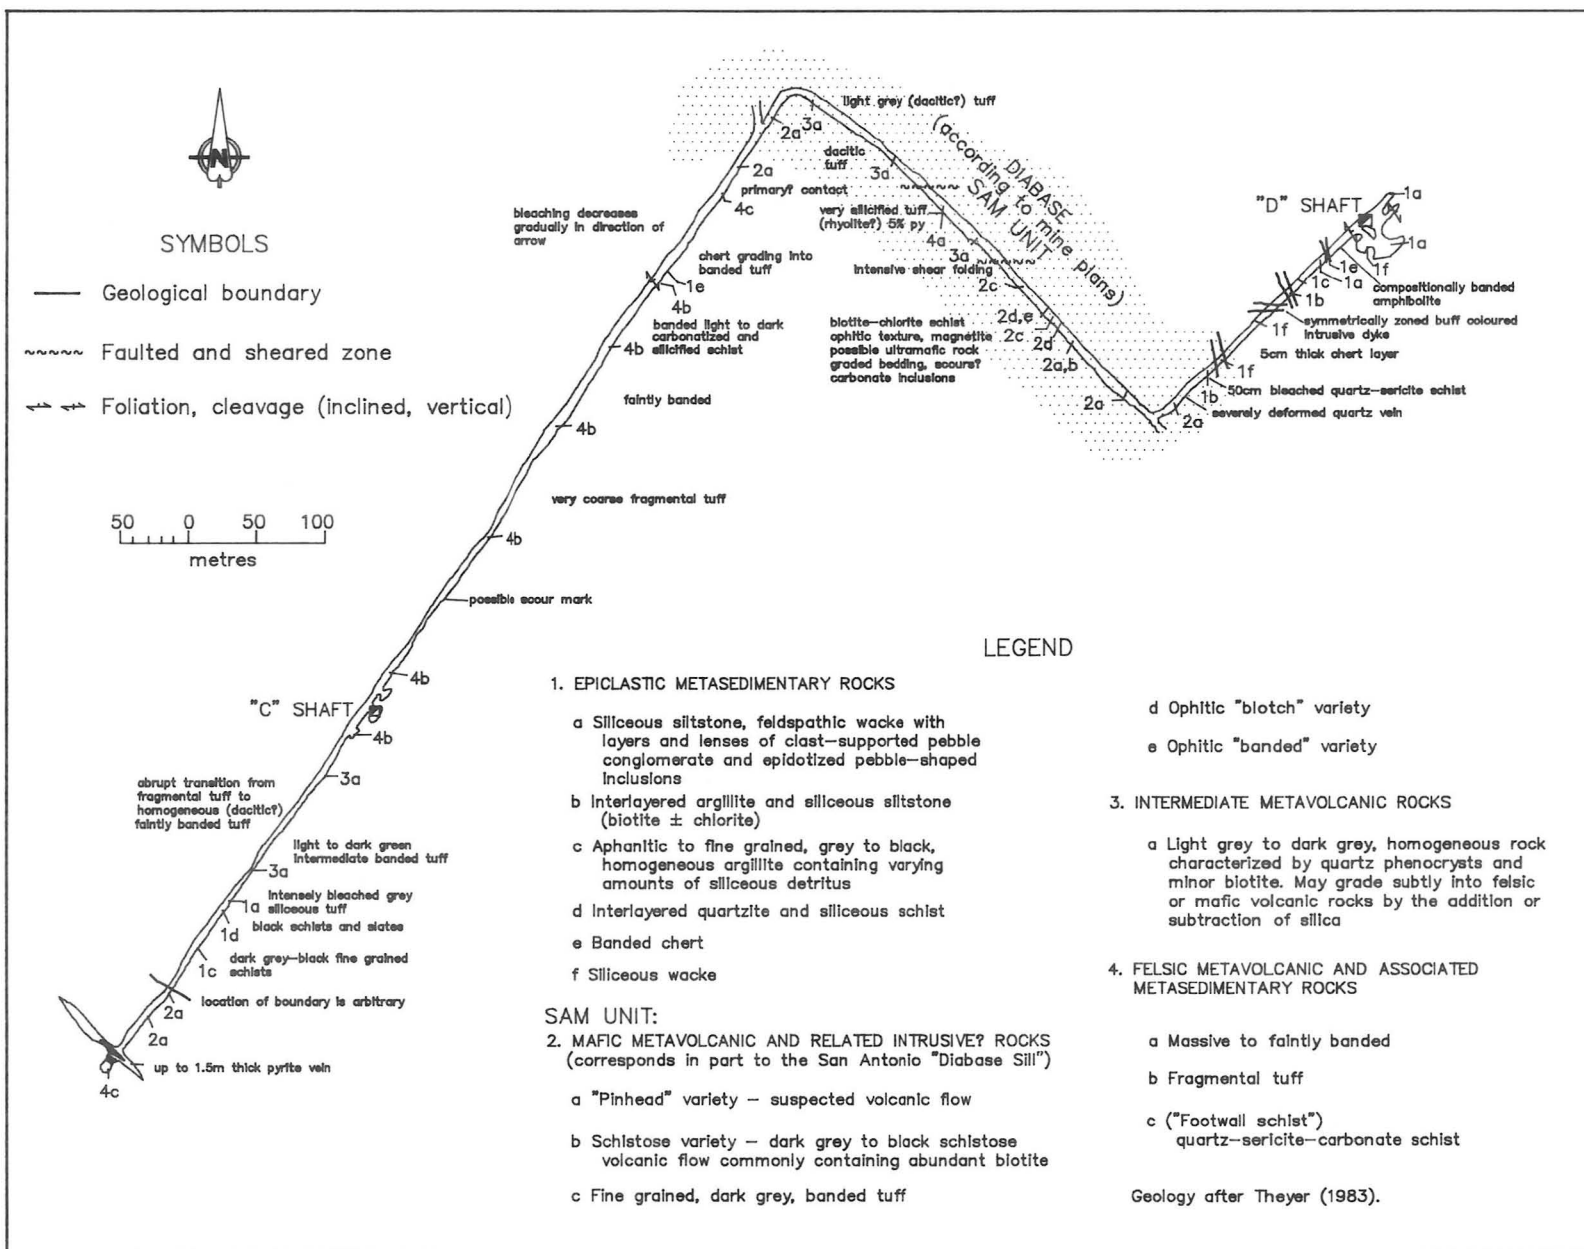 N
SYMBOLS
Geological boundary
Faulted and sheared zone
Foliation, cleavage (inclined, vertical)
50 0 50 100
metres
light grey (dacitic?) tuff
2a
3a
dacitic
tuff
3a
2a
primary? contact
4c
DIABASE
(according to mine plans)
SAM UNIT
very silicified tuff
(rhyolite?) 5% py
4a
3a
bleaching decreases
gradually in direction of
arrow
chert grading into
banded tuff
1e
4b
intensive shear folding
2c
banded light to dark
carbonatized and
silicified schist
4b
biotite-chlorite schist
ophitic texture, magnetite
possible ultramafic rock
graded bedding, scours?
carbonate inclusions
2d,e
2c
2d
2a,b
2a
faintly banded
4b
"D" SHAFT
1a
1a
1f
1e
1c 1a
compositionally banded
amphibolite
1b
symmetrically zoned buff coloured
intrusive dyke
1f
5cm thick chert layer
1f
50cm bleached quartz-sericite schist
1b
severely deformed quartz vein
2a
very coarse fragmental tuff
4b
possible scour mark
4b
"C" SHAFT
4b
3a
abrupt transition from
fragmental tuff to
homogeneous (dacitic?)
faintly banded tuff
light to dark green
intermediate banded tuff
3a
intensely bleached grey
siliceous tuff
1a
black schists and slates
1d
dark grey-black fine grained
schists
1c
location of boundary is arbitrary
2a
2a
up to 1.5m thick pyrite vein
4c
LEGEND
1. EPICLASTIC METASEDIMENTARY ROCKS
a Siliceous siltstone, feldspathic wacke with
layers and lenses of clast-supported pebble
conglomerate and epidotized pebble-shaped
inclusions
b Interlayered argillite and siliceous siltstone
(biotite ± chlorite)
c Aphanitic to fine grained, grey to black,
homogeneous argillite containing varying
amounts of siliceous detritus
d Interlayered quartzite and siliceous schist
e Banded chert
f Siliceous wacke
SAM UNIT:
2. MAFIC METAVOLCANIC AND RELATED INTRUSIVE? ROCKS
(corresponds in part to the San Antonio "Diabase Sill")
a "Pinhead" variety - suspected volcanic flow
b Schistose variety - dark grey to black schistose
volcanic flow commonly containing abundant biotite
c Fine grained, dark grey, banded tuff
d Ophitic "blotch" variety
e Ophitic "banded" variety
3. INTERMEDIATE METAVOLCANIC ROCKS
a Light grey to dark grey, homogeneous rock
characterized by quartz phenocrysts and
minor biotite. May grade subtly into felsic
or mafic volcanic rocks by the addition or
subtraction of silica
4. FELSIC METAVOLCANIC AND ASSOCIATED
METASEDIMENTARY ROCKS
a Massive to faintly banded
b Fragmental tuff
c ("Footwall schist")
quartz-sericite-carbonate schist
Geology after Theyer (1983).